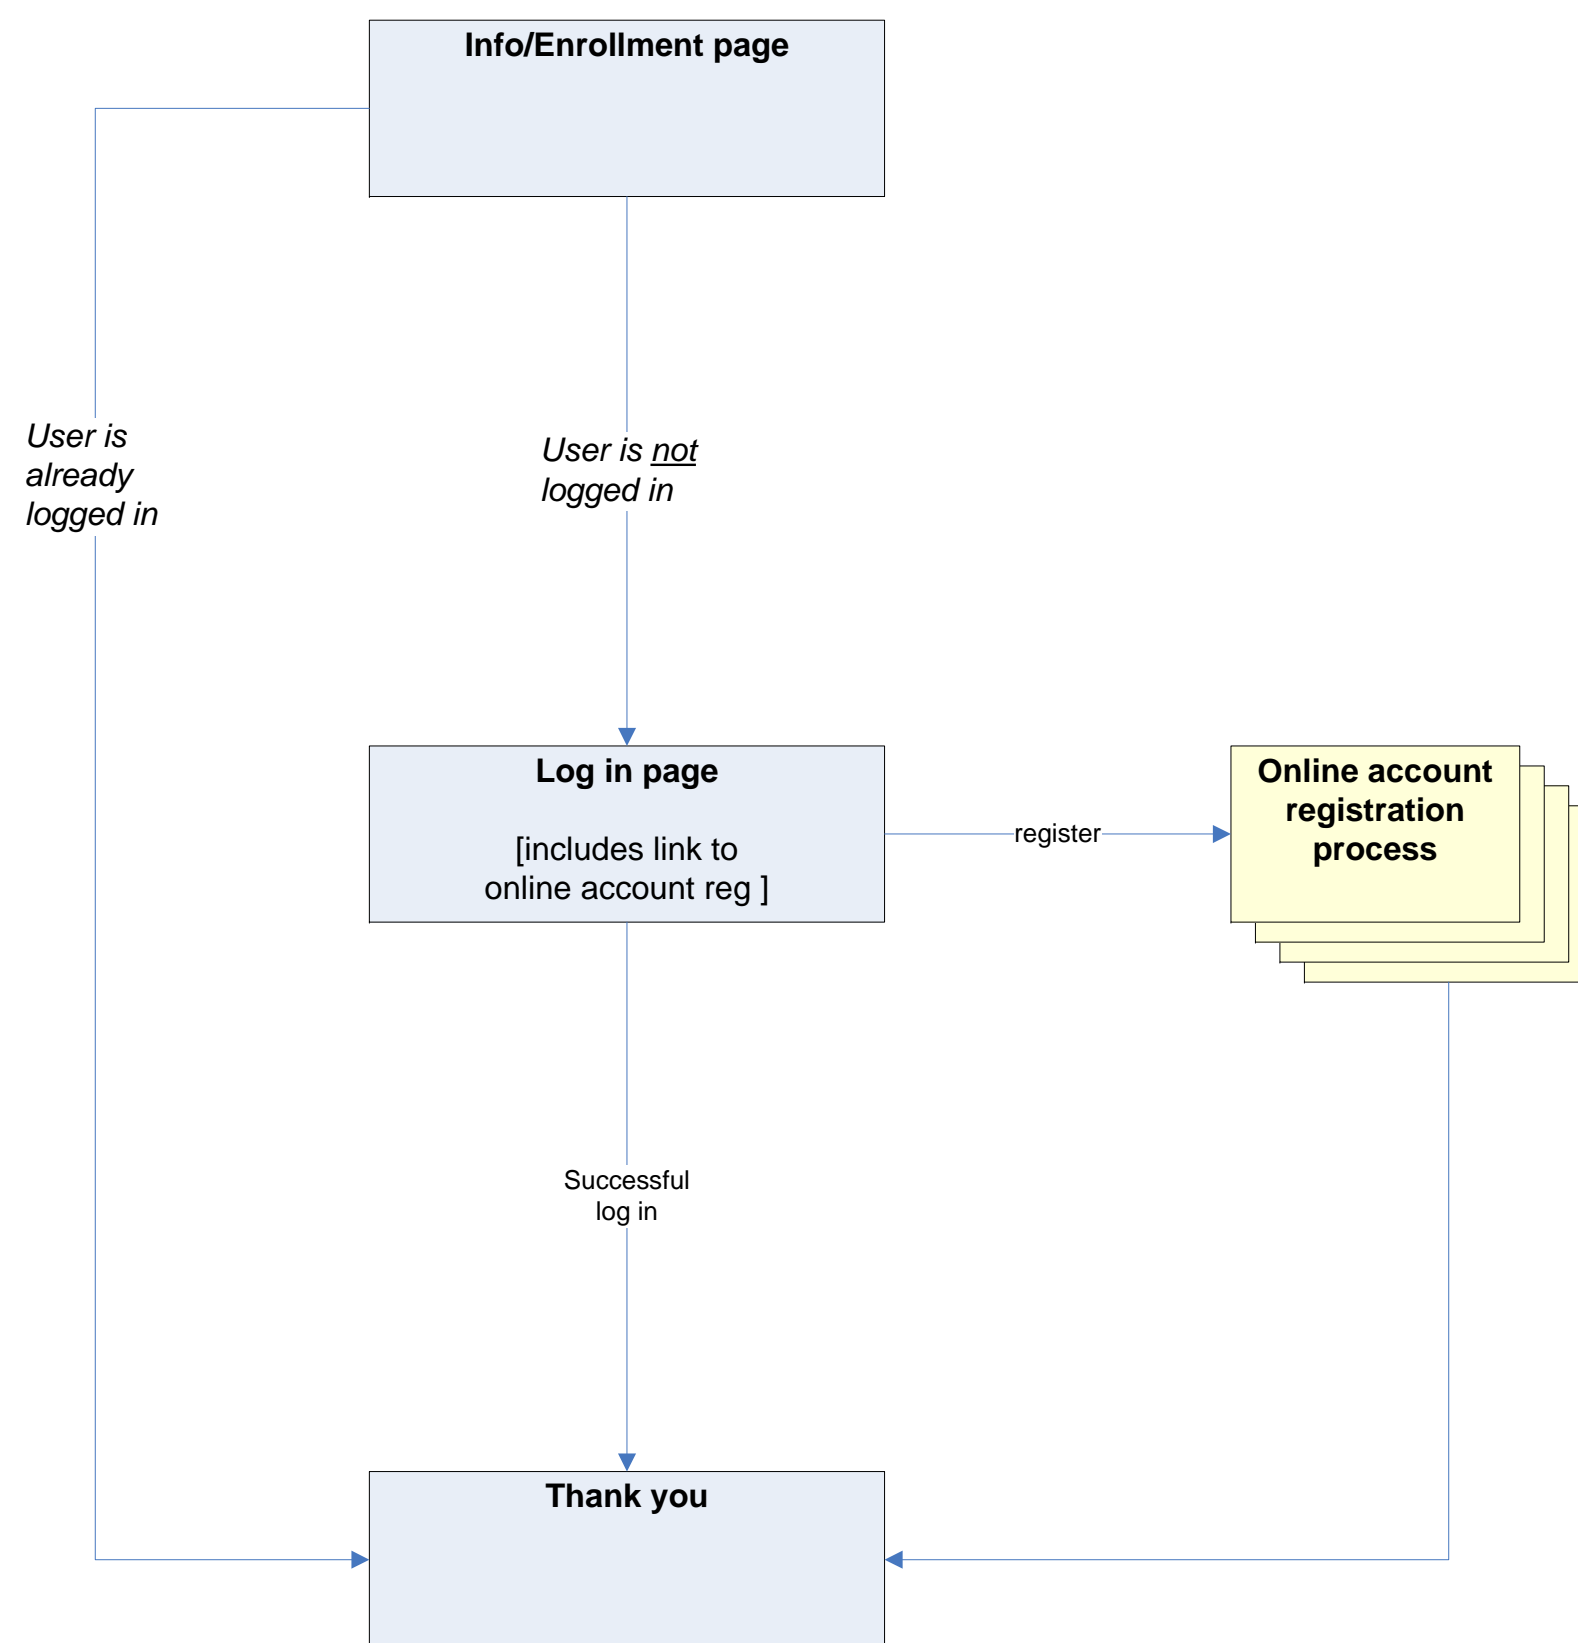 Info/Enrollment page
User is
already
logged in
User is not
logged in
Log in page
[includes link to
online account reg ]
register
Online account
registration
process
Successful
log in
Thank you